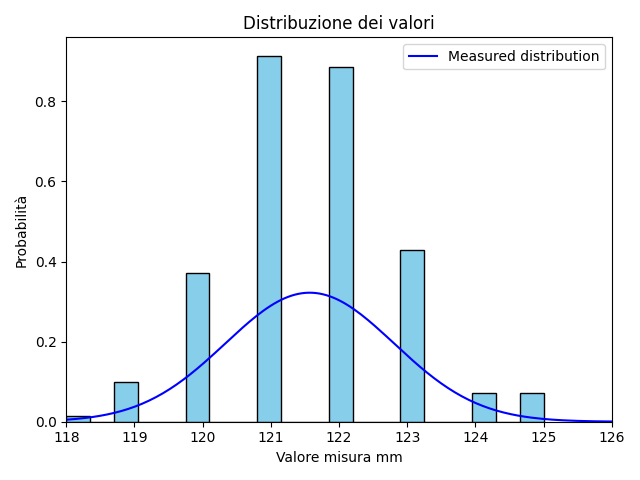 Distribuzione dei valori
Measured distribution
Probabilità
0.8
0.6
0.4
0.2
0.0
118 119 120 121 122 123 124 125 126
Valore misura mm